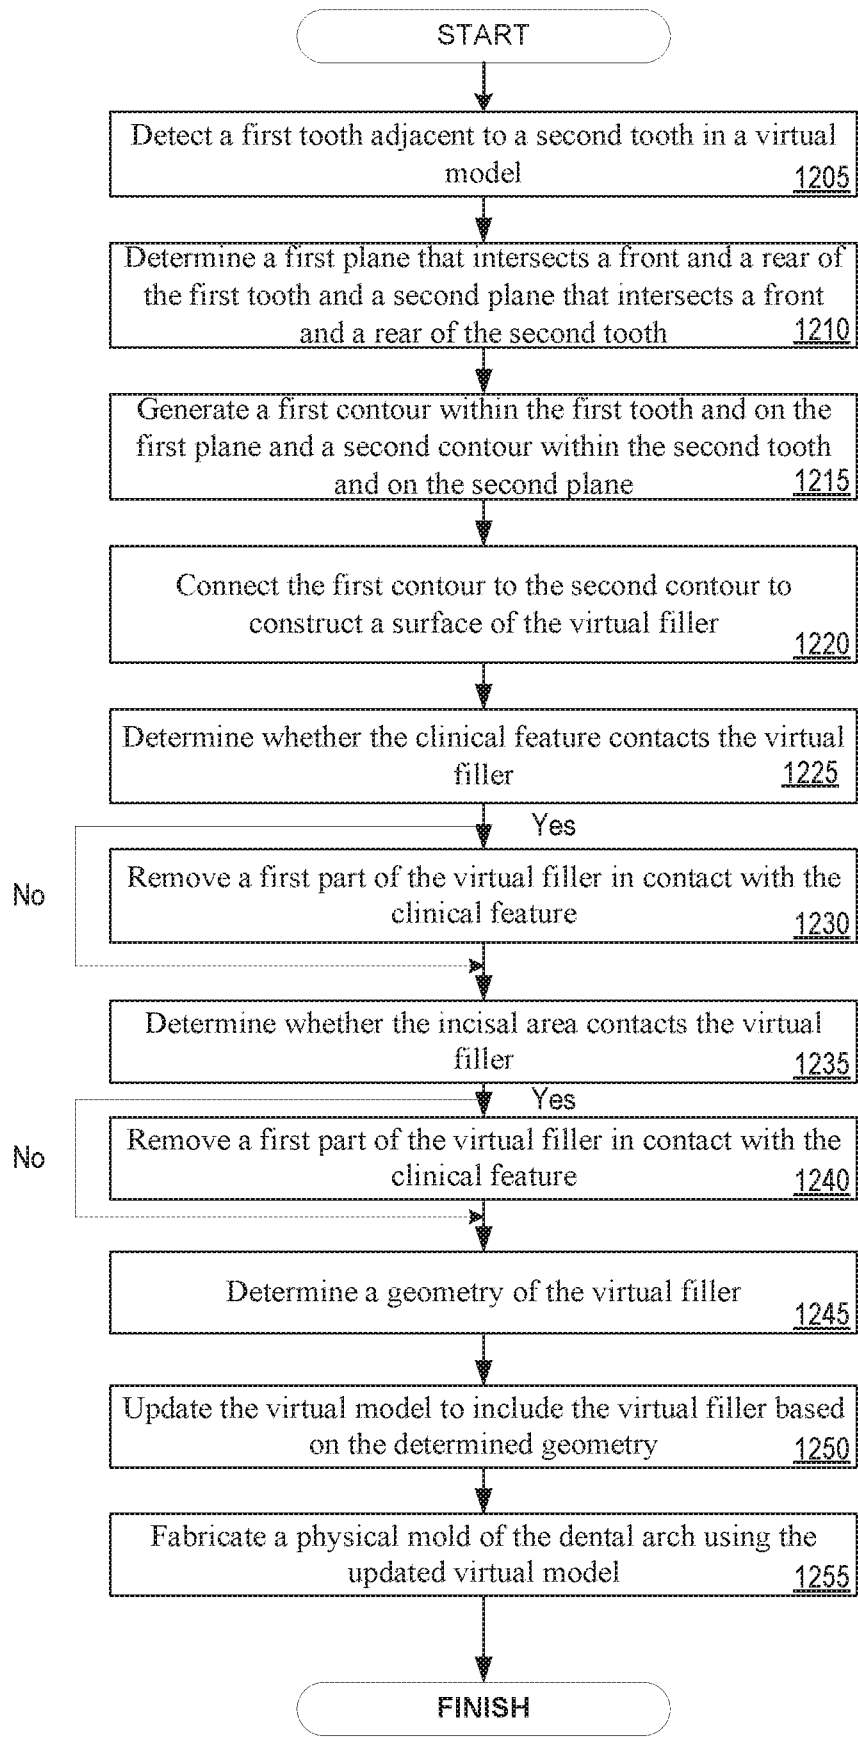 START
Detect a first tooth adjacent to a second tooth in a virtual
model
1205
Determine a first plane that intersects a front and a rear of
the first tooth and a second plane that intersects a front
and a rear of the second tooth
1210
Generate a first contour within the first tooth and on the
first plane and a second contour within the second tooth
and on the second plane
1215
Connect the first contour to the second contour to
construct a surface of the virtual filler
1220
Determine whether the clinical feature contacts the virtual
filler
1225
Yes
No
Remove a first part of the virtual filler in contact with the
clinical feature
1230
Determine whether the incisal area contacts the virtual
filler
1235
Yes
No
Remove a first part of the virtual filler in contact with the
clinical feature
1240
Determine a geometry of the virtual filler
1245
Update the virtual model to include the virtual filler based
on the determined geometry
1250
Fabricate a physical mold of the dental arch using the
updated virtual model
1255
FINISH